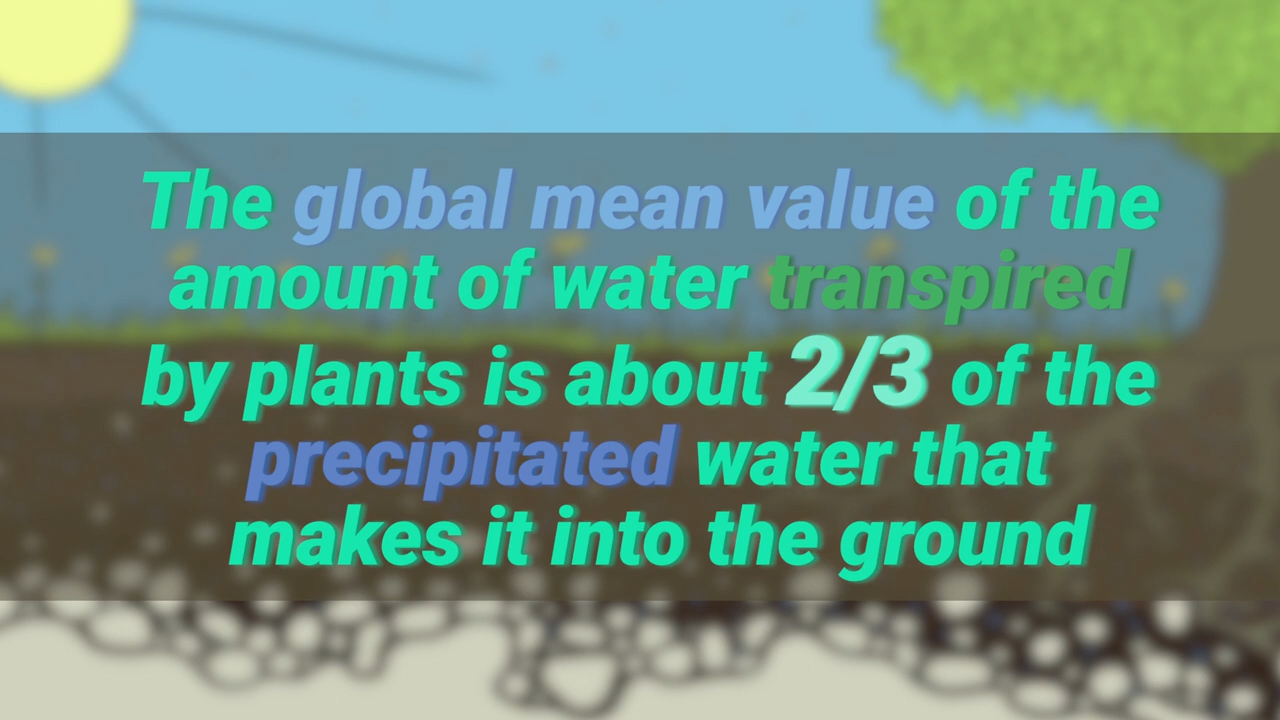 The global mean value of the
amount of water transpired
by plants is about 2/3 of the
precipitated water that
makes it into the ground